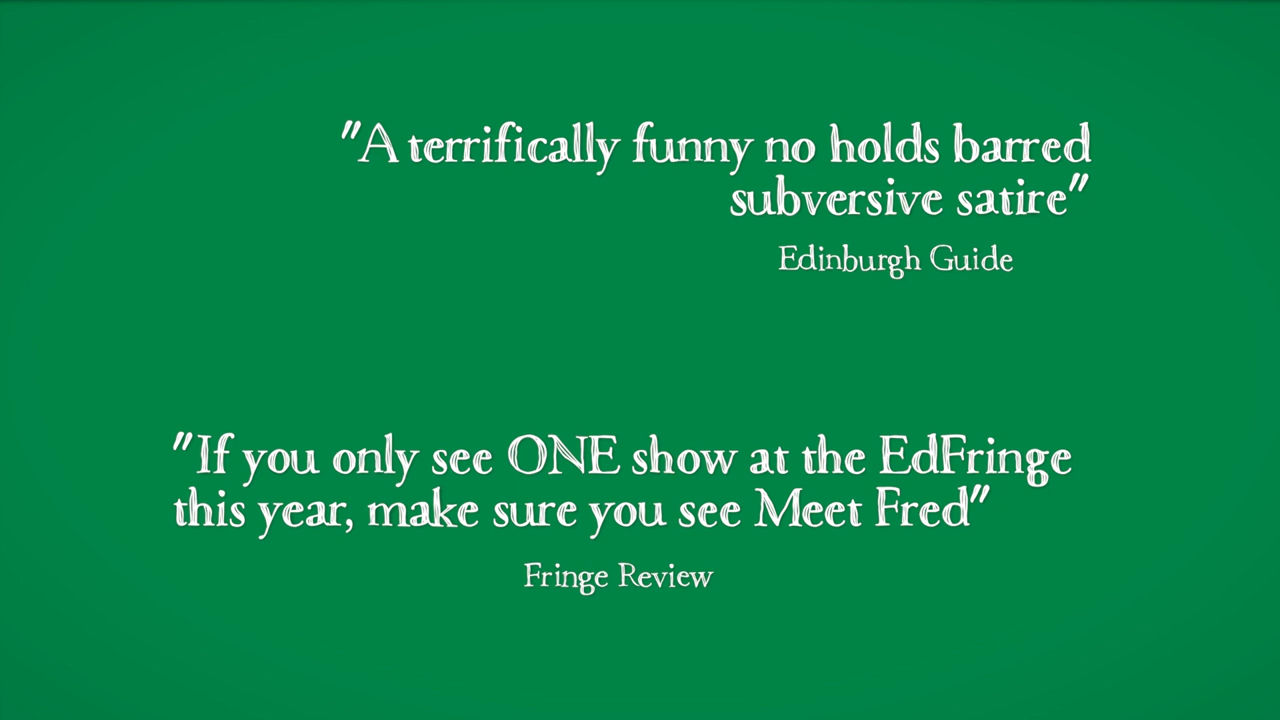 "A terrifically funny no holds barred
subversive satire"
Edinburgh Guide
"If you only see ONE show at the EdFringe
this year, make sure you see Meet Fred"
Fringe Review